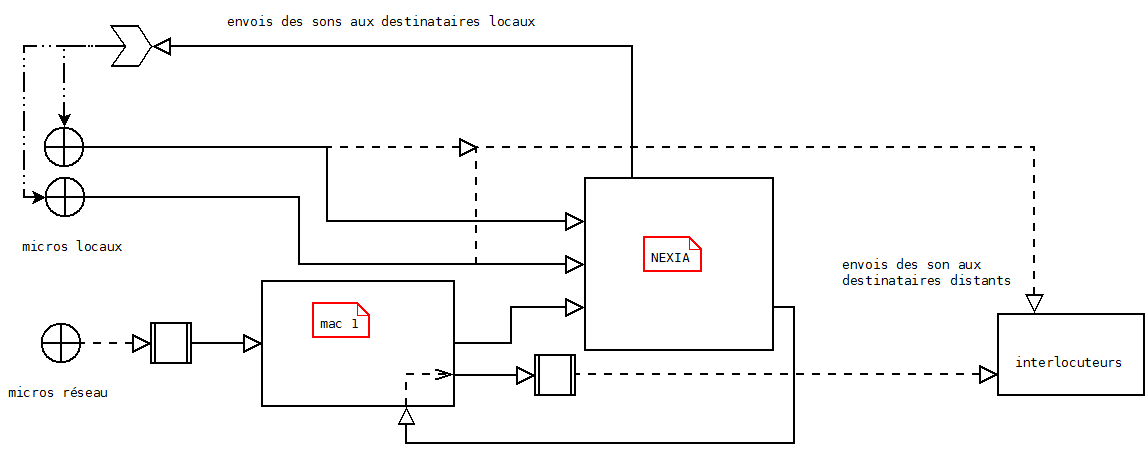 envois des sons aux destinataires locaux
micros locaux
NEXIA
envois des son aux
destinataires distants
mac 1
interlocuteurs
micros réseau